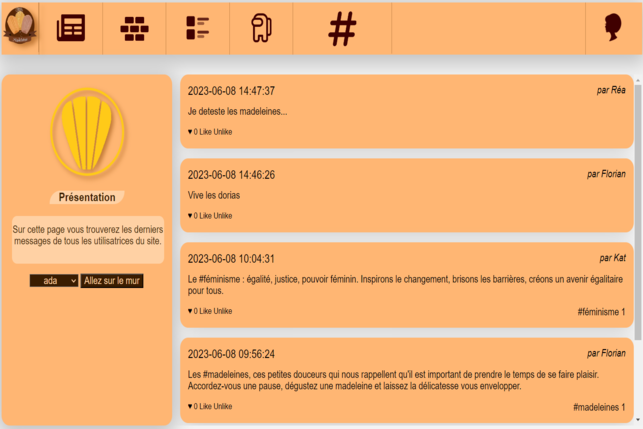 Présentation
Sur cette page vous trouverez les derniers
messages de tous les utilisatrices du site.
ada
Allez sur le mur
2023-06-08 14:47:37
par Rêa
Je deteste les madeleines...
♥ 0 Like Unlike
2023-06-08 14:46:26
par Florian
Vive les dorias
♥ 0 Like Unlike
2023-06-08 10:04:31
par Kat
Le #féminisme : égalité, justice, pouvoir féminin. Inspirons le changement, brisons les barrières, créons un avenir égalitaire
pour tous.
♥ 0 Like Unlike
#féminisme 1
2023-06-08 09:56:24
par Florian
Les #madeleines, ces petites douceurs qui nous rappellent qu'il est important de prendre le temps de se faire plaisir.
Accordez-vous une pause, dégustez une madeleine et laissez la délicatesse vous envelopper.
♥ 0 Like Unlike
#madeleines 1